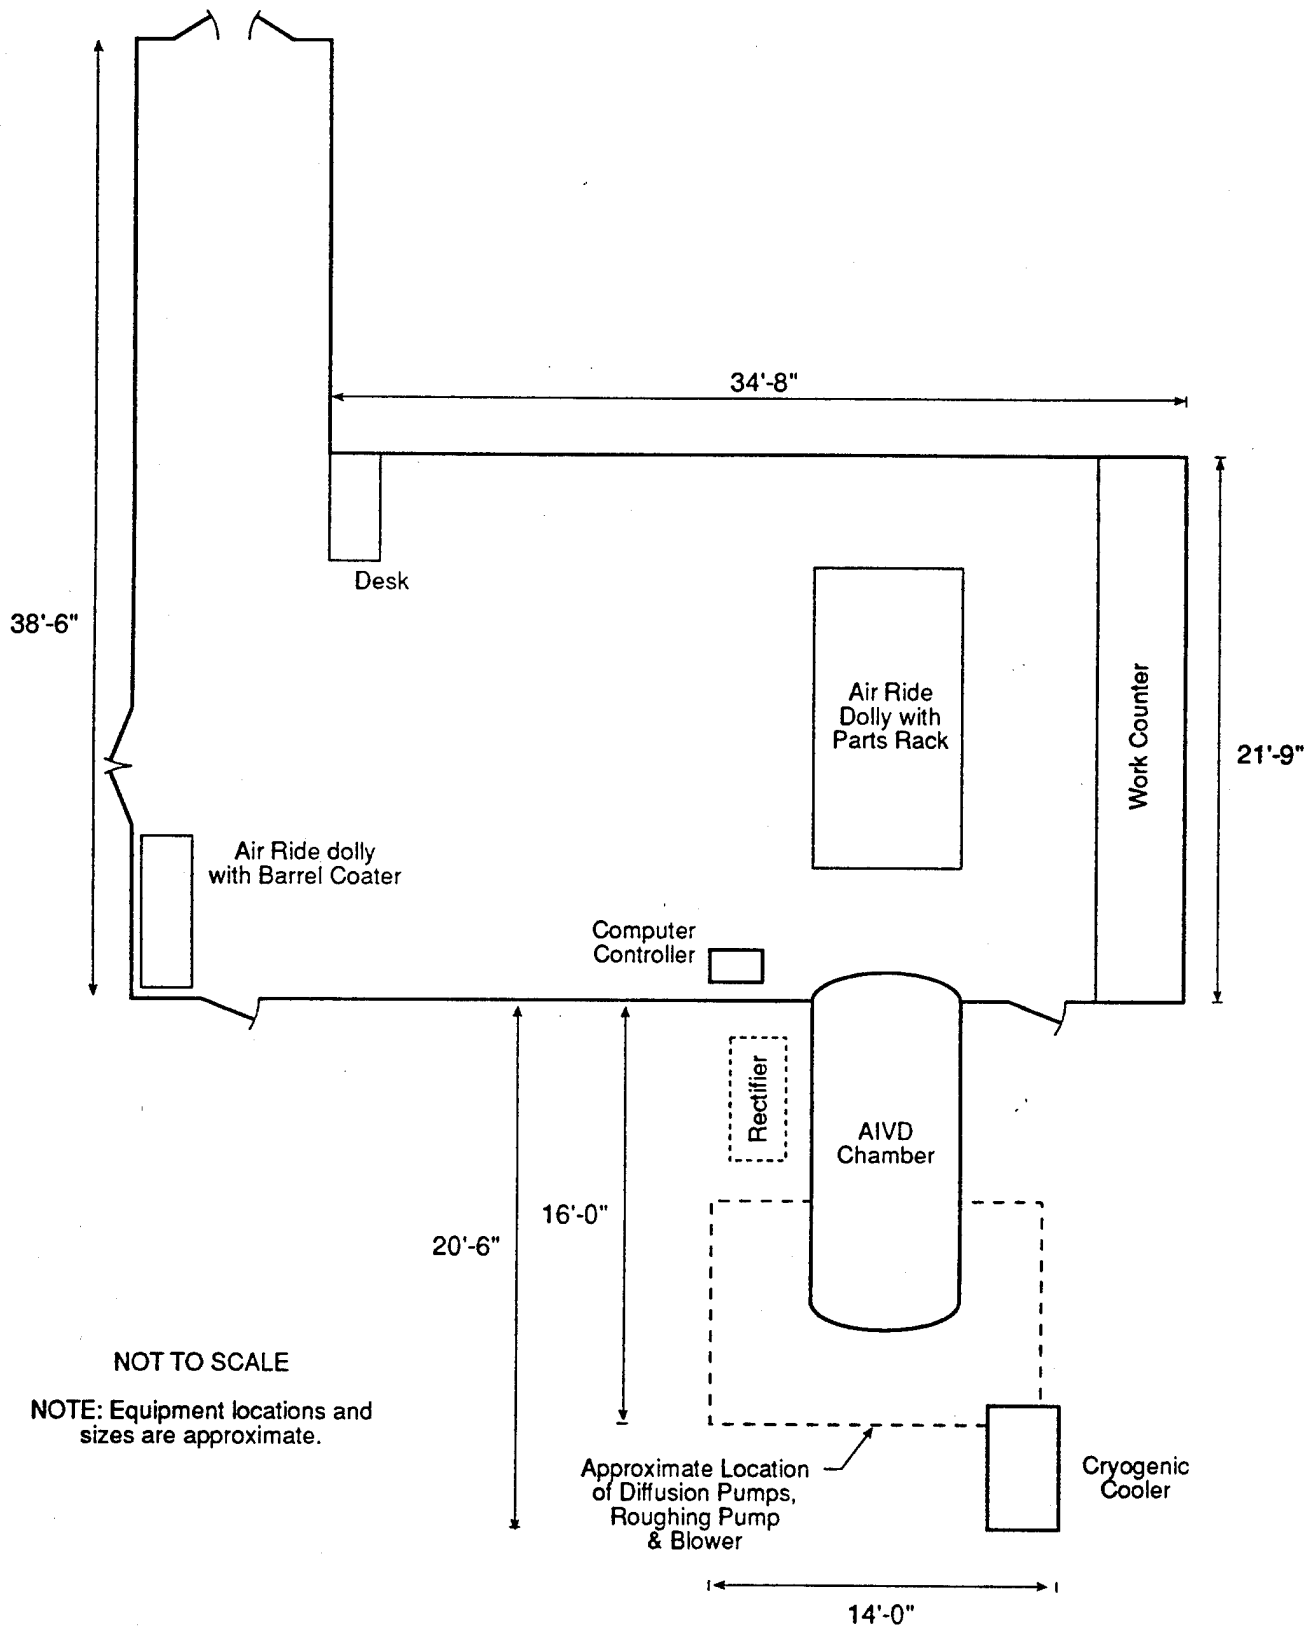 34'-8"
Desk
38'-6"
Air Ride
Dolly with
Parts Rack
Work Counter
21'-9"
Air Ride dolly
with Barrel Coater
Computer
Controller
Rectifier
AIVD
Chamber
16'-0"
20'-6"
NOT TO SCALE
NOTE: Equipment locations and
sizes are approximate.
Approximate Location
of Diffusion Pumps,
Roughing Pump
& Blower
Cryogenic
Cooler
14'-0"